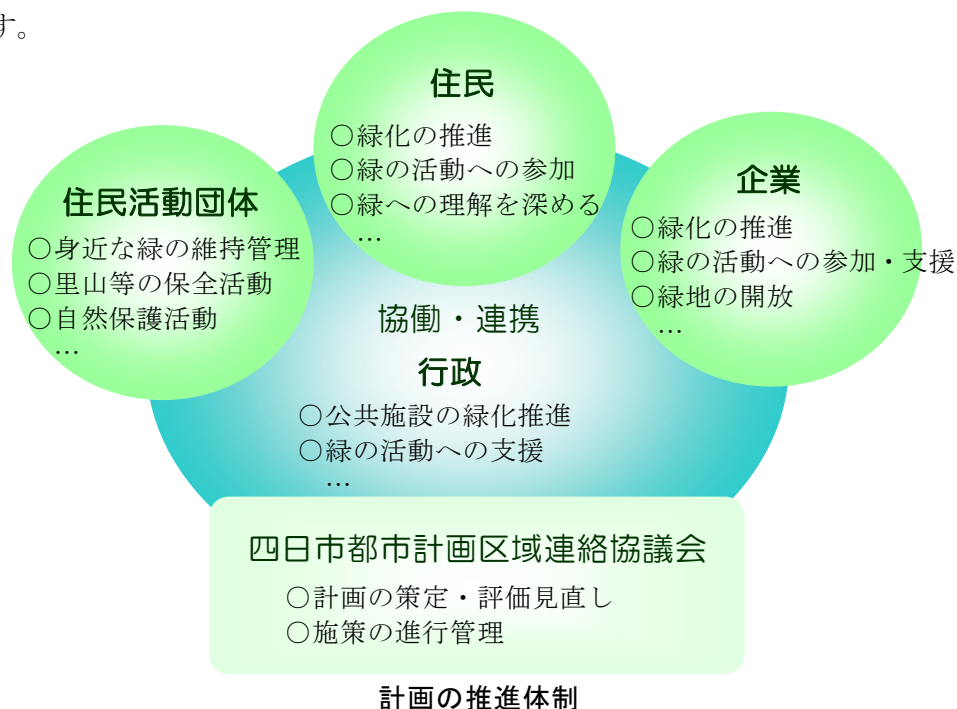 す。
住民
○緑化の推進
○緑の活動への参加
○緑への理解を深める
…
住民活動団体
○身近な緑の維持管理
○里山等の保全活動
○自然保護活動
…
企業
○緑化の推進
○緑の活動への参加・支援
○緑地の開放
…
協働・連携
行政
○公共施設の緑化推進
○緑の活動への支援
…
四日市都市計画区域連絡協議会
○計画の策定・評価見直し
○施策の進行管理
計画の推進体制